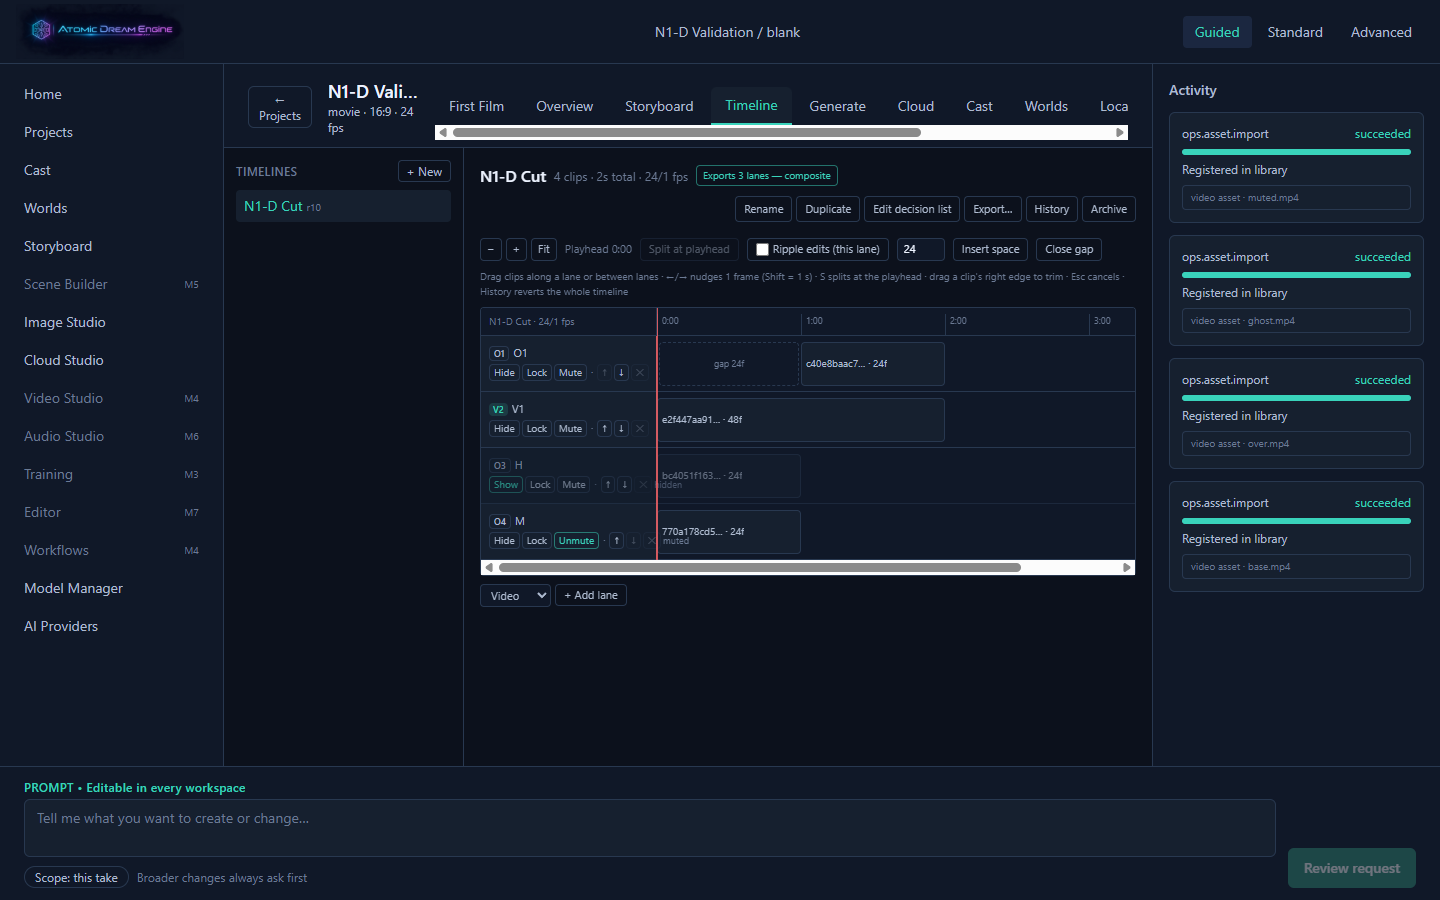 ATOMIC DREAM ENGINE
N1-D Validation / blank
Guided Standard Advanced
Home
Projects
Cast
Worlds
Storyboard
Scene Builder M5
Image Studio
Cloud Studio
Video Studio M4
Audio Studio M6
Training M3
Editor M7
Workflows M4
Model Manager
AI Providers
← Projects
N1-D Vali...
movie · 16:9 · 24 fps
First Film Overview Storyboard Timeline Generate Cloud Cast Worlds Loca
TIMELINES + New
N1-D Cut r10
N1-D Cut 4 clips · 2s total · 24/1 fps Exports 3 lanes — composite
Rename Duplicate Edit decision list Export... History Archive
− + Fit Playhead 0:00 Split at playhead Ripple edits (this lane) 24 Insert space Close gap
Drag clips along a lane or between lanes · ←/→ nudges 1 frame (Shift = 1 s) · S splits at the playhead · drag a clip's right edge to trim · Esc cancels ·
History reverts the whole timeline
N1-D Cut · 24/1 fps 0:00 1:00 2:00 3:00
O1 O1
Hide Lock Mute · ↑ ↓ ✕
gap 24f c40e8baac7... · 24f
V2 V1
Hide Lock Mute · ↑ ↓ ✕
e2f447aa91... · 48f
O3 H
Show Lock Mute · ↑ ↓ ✕ hidden
bc4051f163... · 24f
O4 M
Hide Lock Unmute · ↑ ↓ ✕ muted
770a178cd5... · 24f
Video + Add lane
Activity
ops.asset.import succeeded
Registered in library
video asset · muted.mp4
ops.asset.import succeeded
Registered in library
video asset · ghost.mp4
ops.asset.import succeeded
Registered in library
video asset · over.mp4
ops.asset.import succeeded
Registered in library
video asset · base.mp4
PROMPT • Editable in every workspace
Tell me what you want to create or change...
Scope: this take Broader changes always ask first
Review request